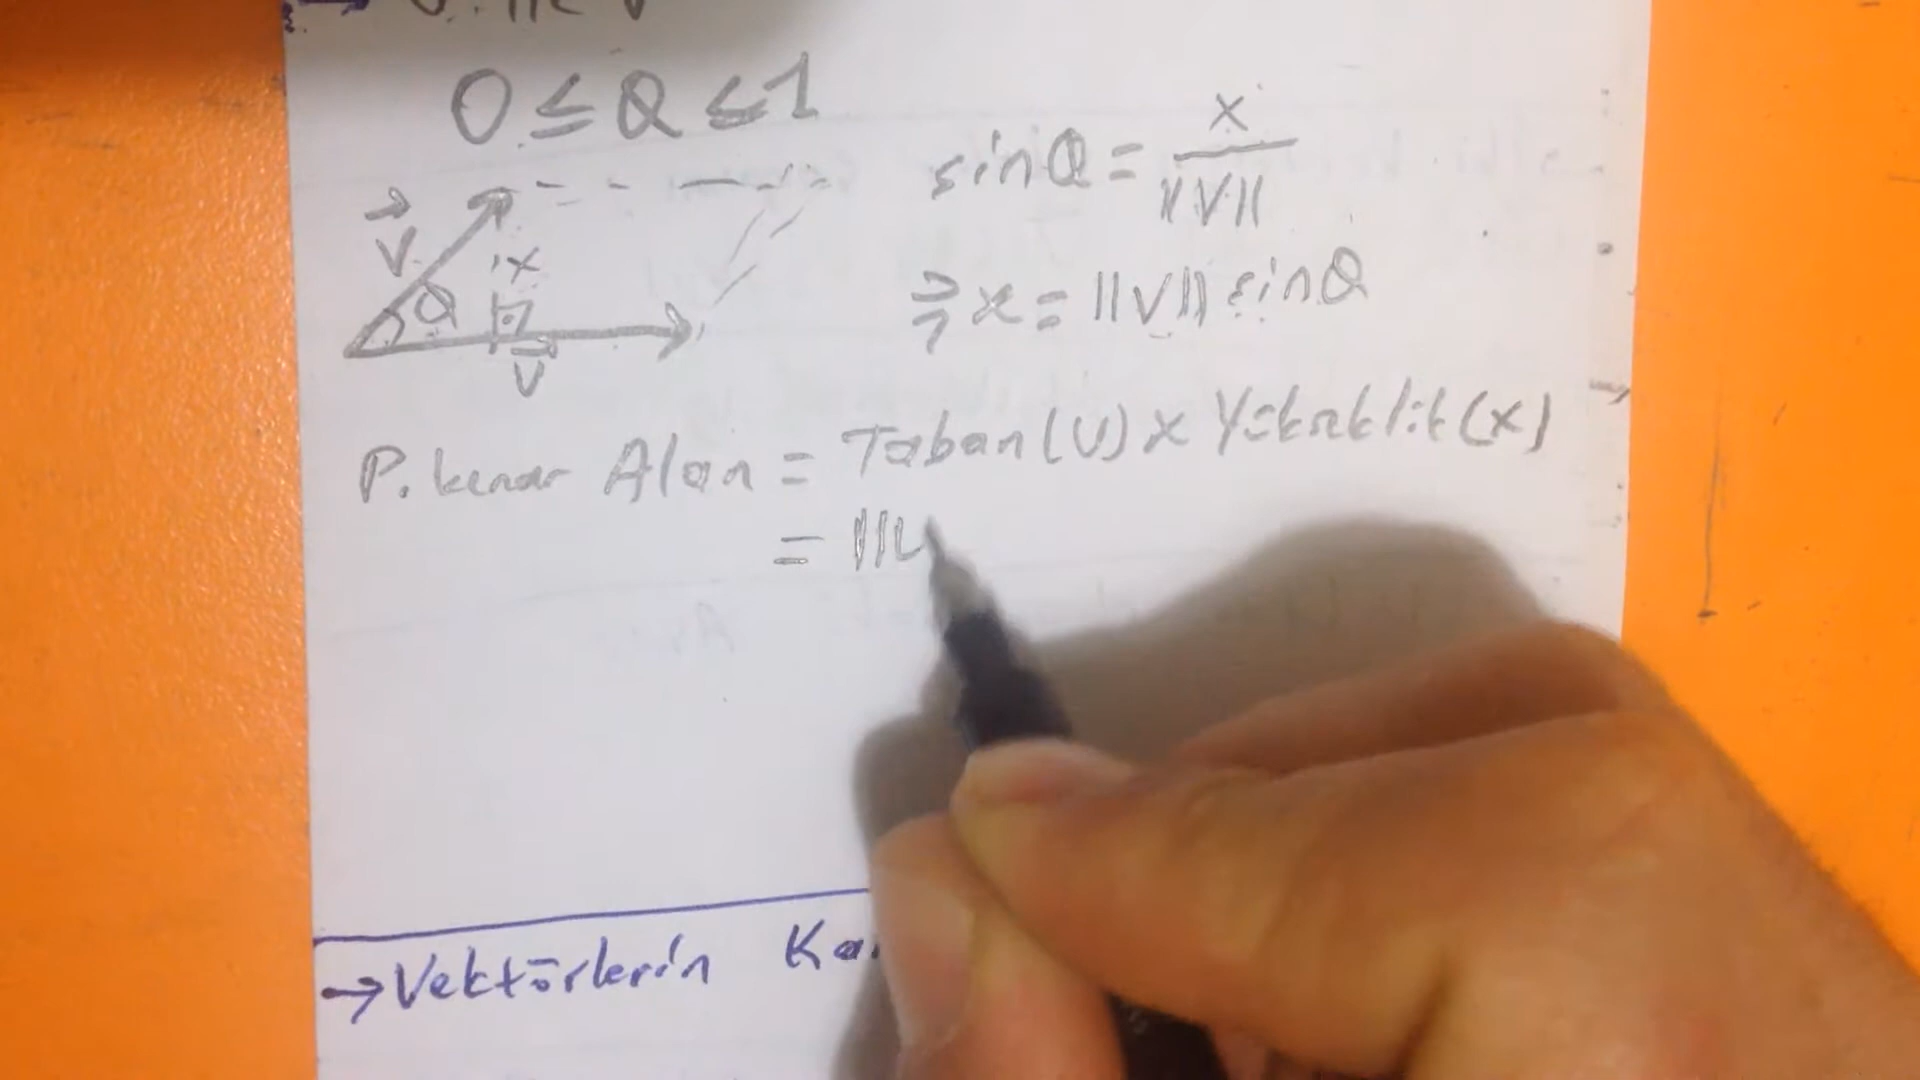 0 ≤ Q ≤ 1
sinQ = x / ||V||
V
x
Q
U
=> x = ||V|| sinQ
P. kenar Alan = Taban(U) x Yükseklik(x)
= ||U
→ Vektörlerin